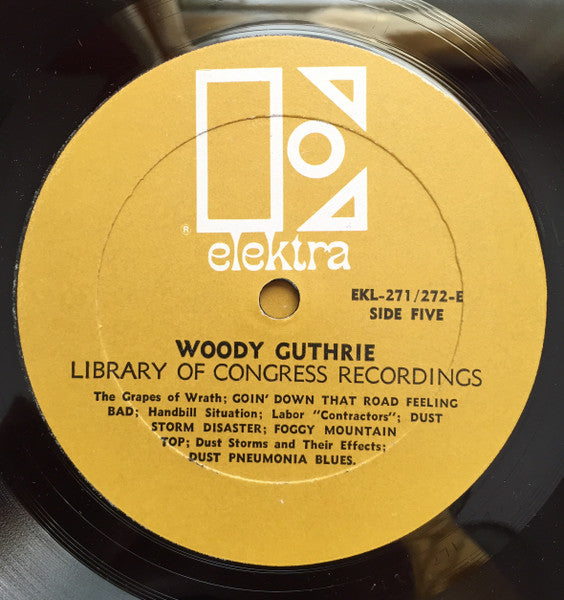 ®
elektra
EKL-271/272-E
SIDE FIVE
WOODY GUTHRIE
LIBRARY OF CONGRESS RECORDINGS
The Grapes of Wrath; GOIN' DOWN THAT ROAD FEELING
BAD; Handbill Situation; Labor "Contractors"; DUST
STORM DISASTER; FOGGY MOUNTAIN
TOP; Dust Storms and Their Effects;
DUST PNEUMONIA BLUES.